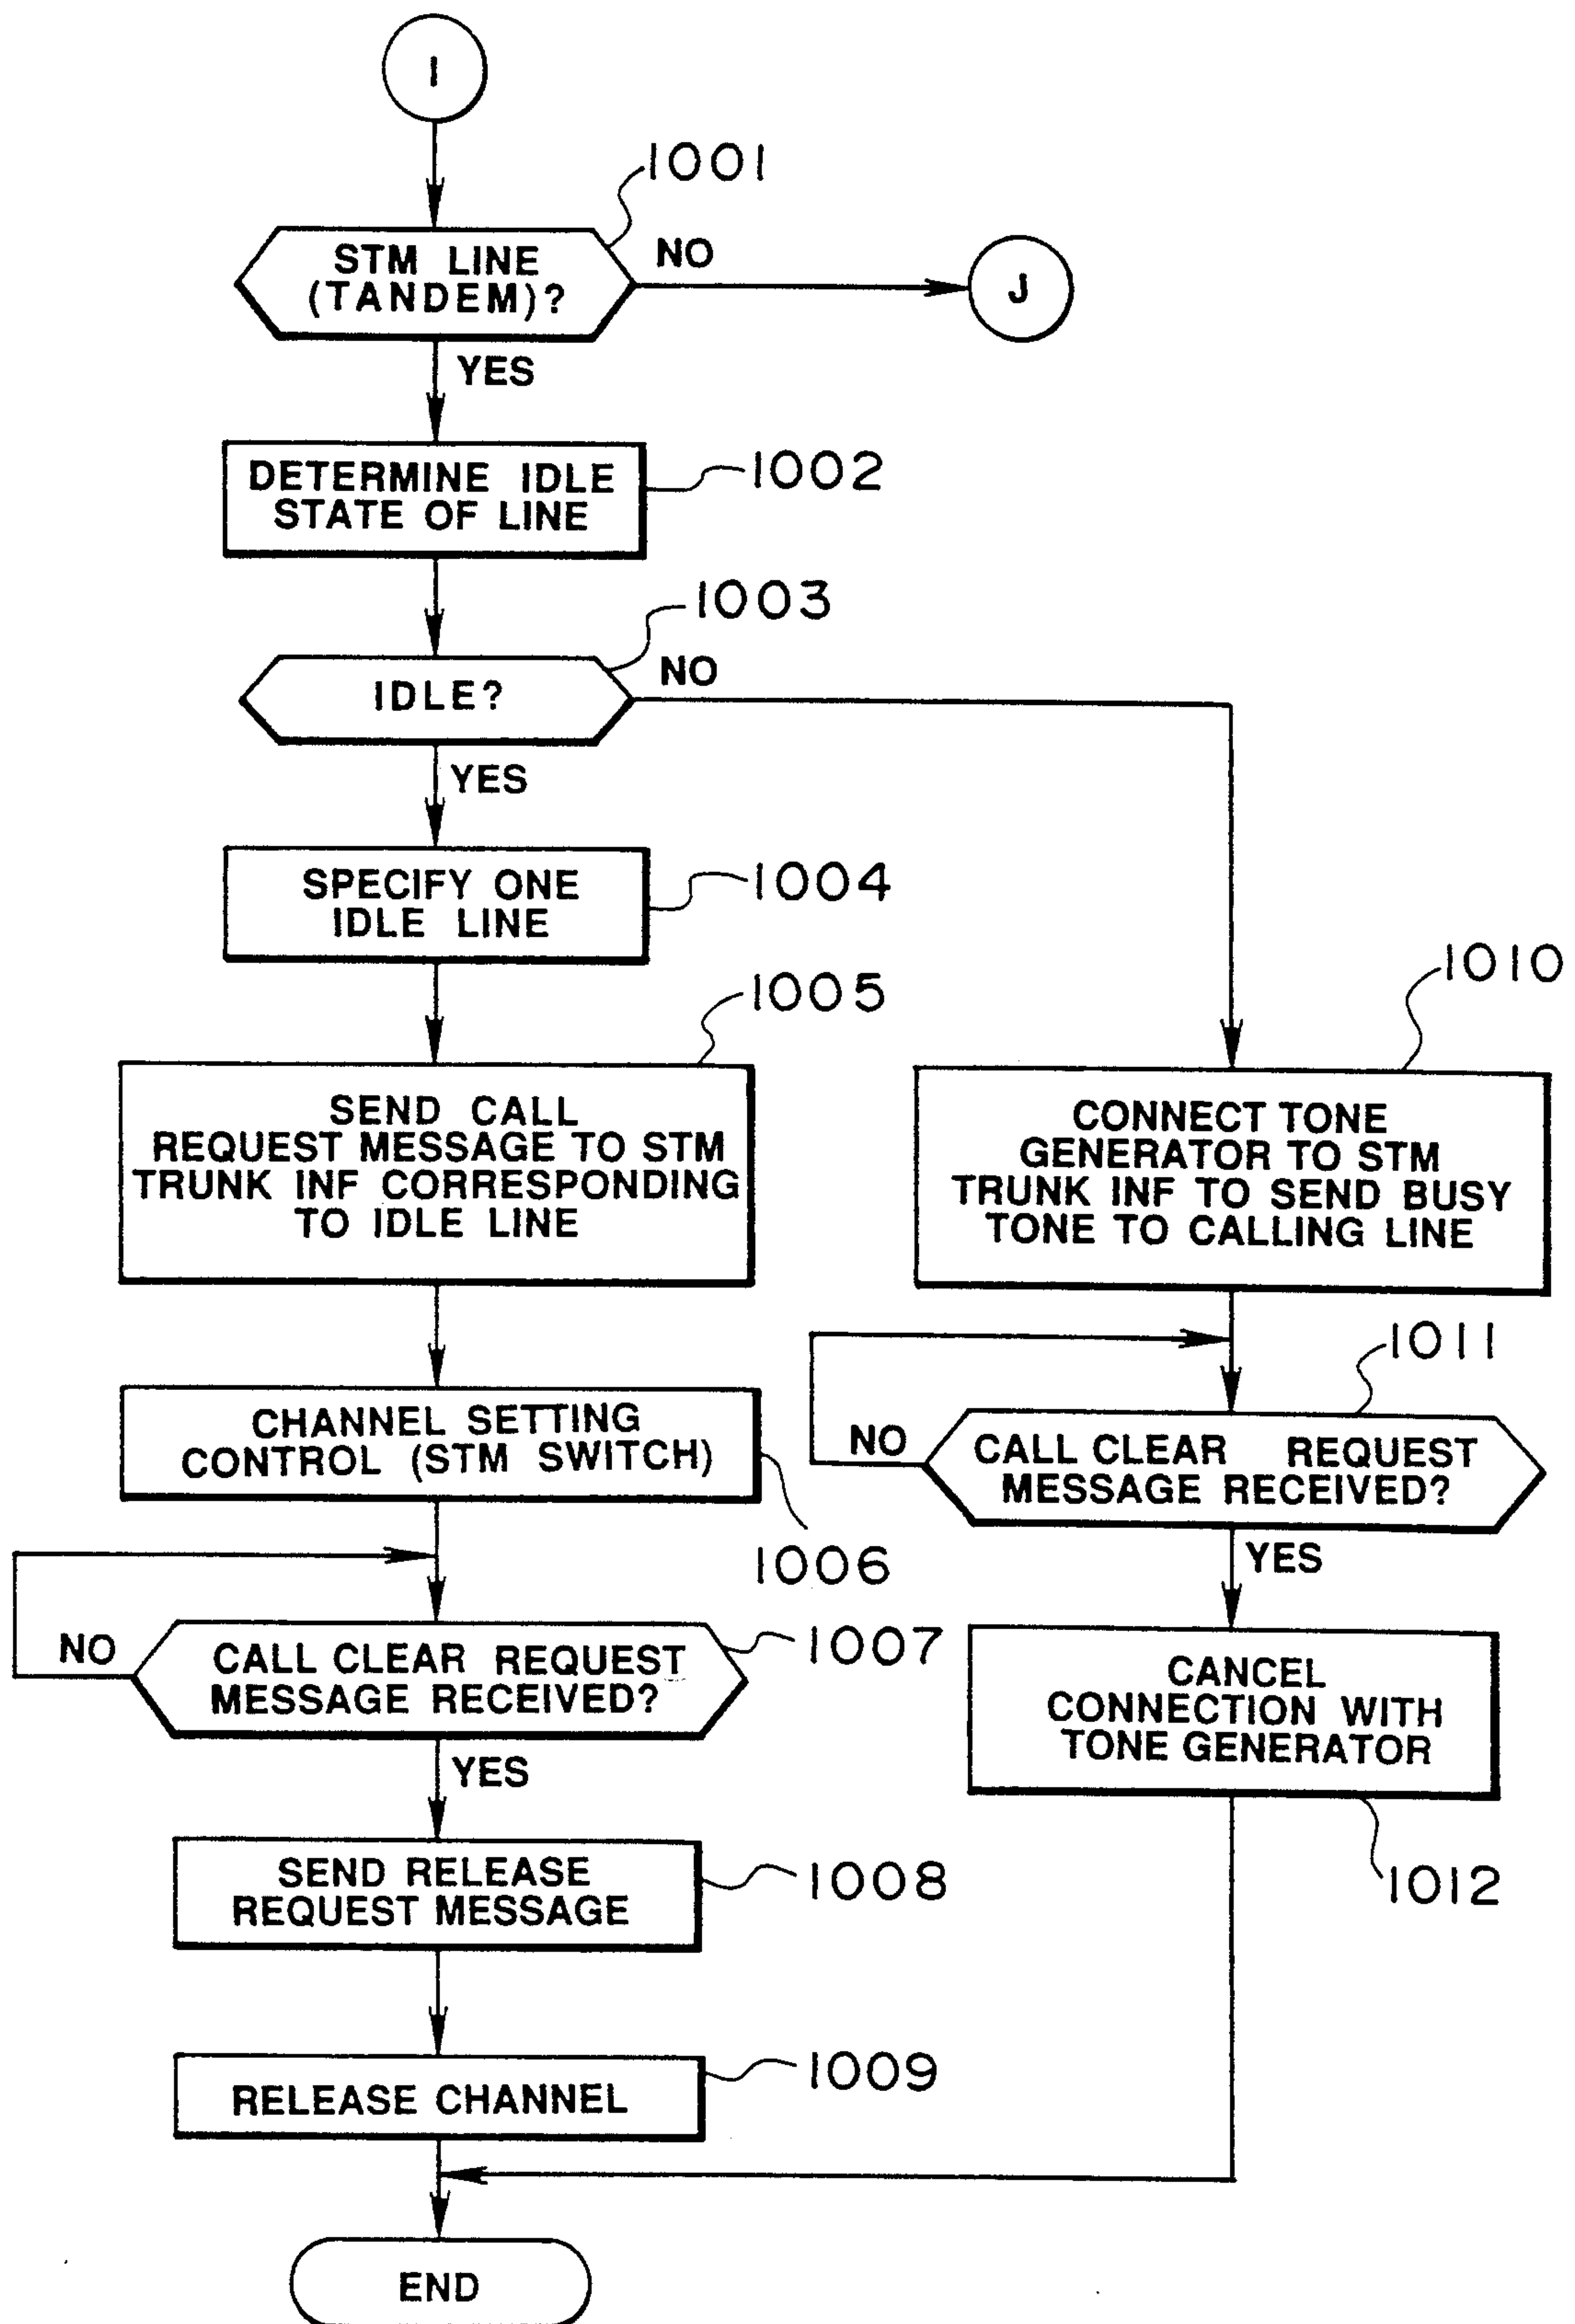 I
1001
STM LINE
(TANDEM)?
NO
J
YES
DETERMINE IDLE
STATE OF LINE
1002
1003
IDLE?
NO
YES
SPECIFY ONE
IDLE LINE
1004
1005
SEND CALL
REQUEST MESSAGE TO STM
TRUNK INF CORRESPONDING
TO IDLE LINE
1010
CONNECT TONE
GENERATOR TO STM
TRUNK INF TO SEND BUSY
TONE TO CALLING LINE
CHANNEL SETTING
CONTROL (STM SWITCH)
1006
1011
NO
CALL CLEAR REQUEST
MESSAGE RECEIVED?
YES
NO
CALL CLEAR REQUEST
MESSAGE RECEIVED?
1007
YES
CANCEL
CONNECTION WITH
TONE GENERATOR
1012
SEND RELEASE
REQUEST MESSAGE
1008
RELEASE CHANNEL
1009
END